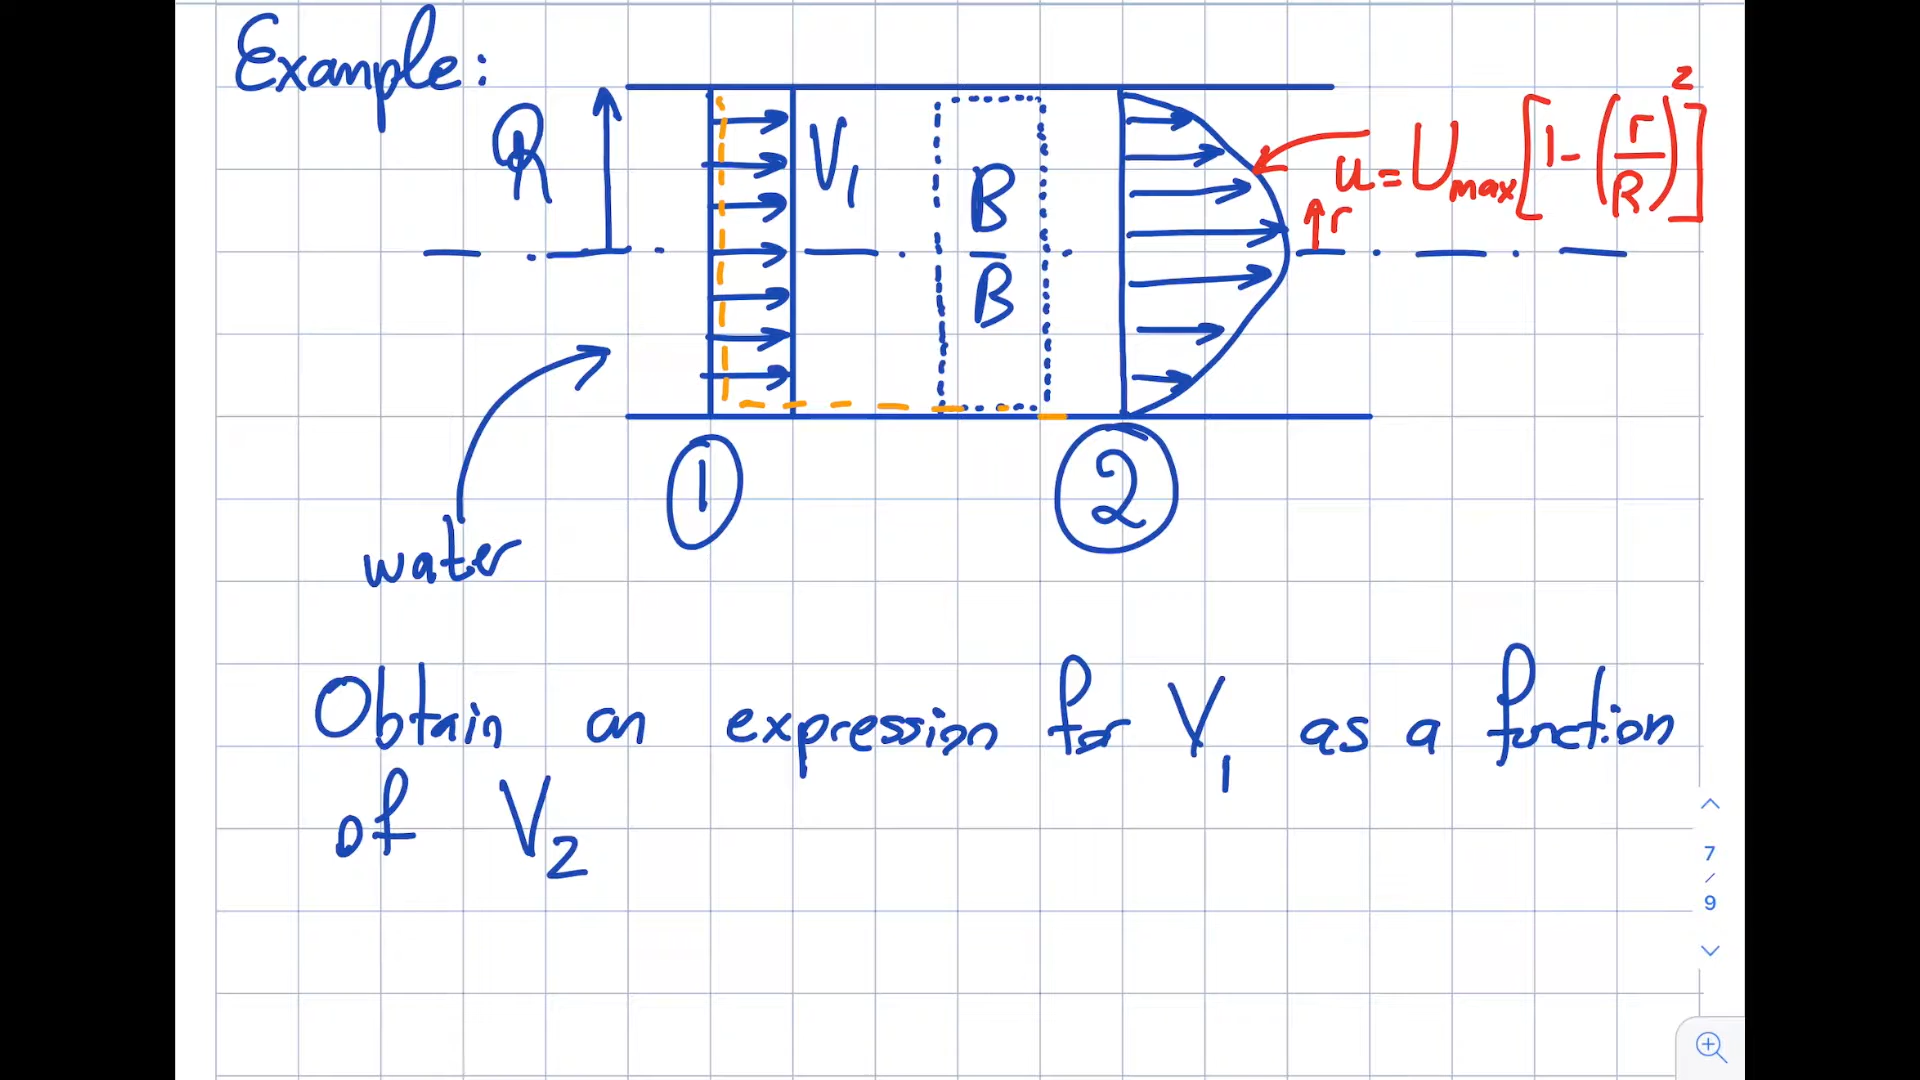 Example:
R
V₁
B
B
u = Umax[1-(r/R)²]
r
1
2
water
Obtain an expression for V₁ as a function
of V₂
7
/
9